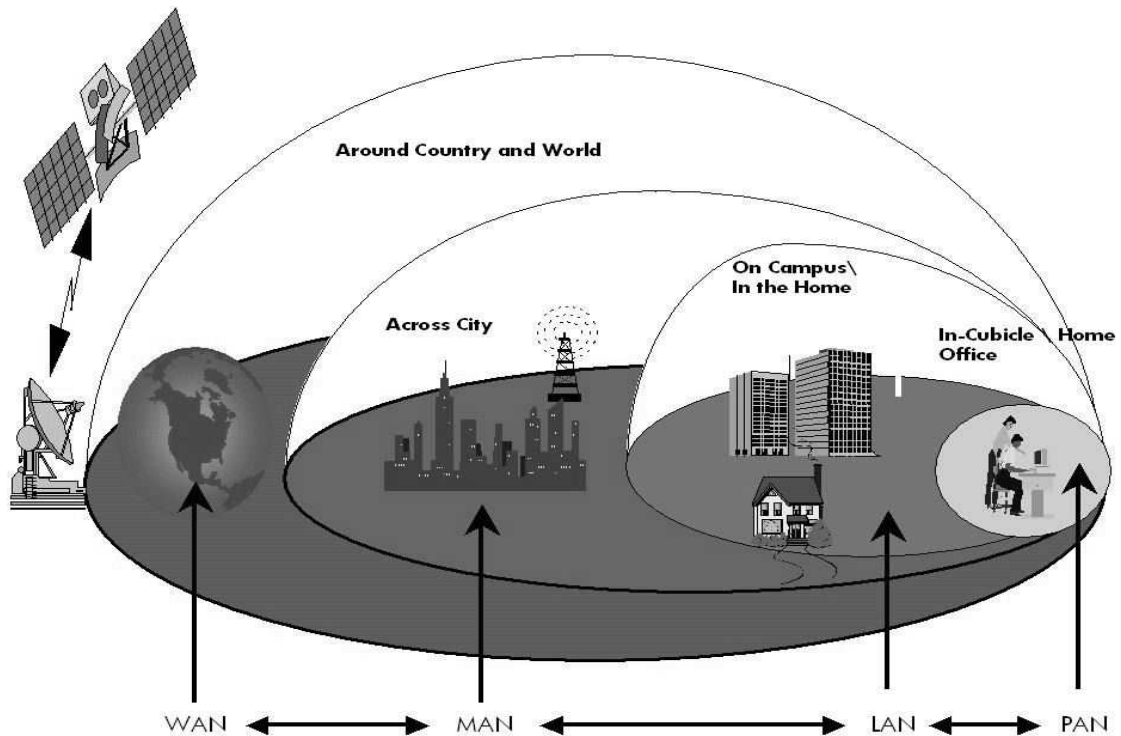 Around Country and World
On Campus\
In the Home
Across City
In-Cubicle \ Home
Office
WAN
MAN
LAN
PAN